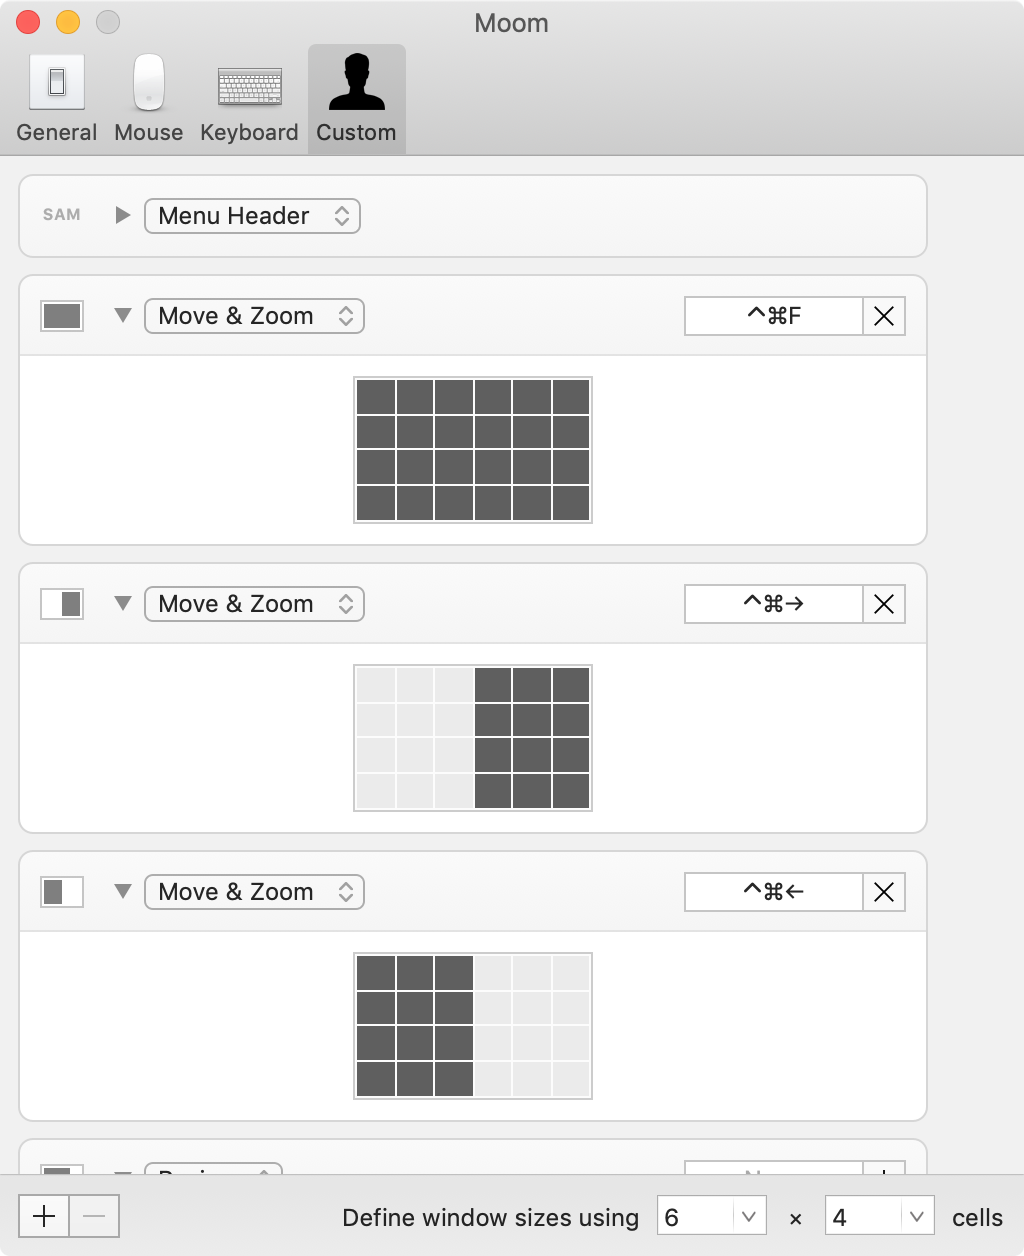 Moom
General Mouse Keyboard Custom
SAM Menu Header
Move & Zoom ^⌘F
Move & Zoom ^⌘→
Move & Zoom ^⌘←
Define window sizes using 6 × 4 cells